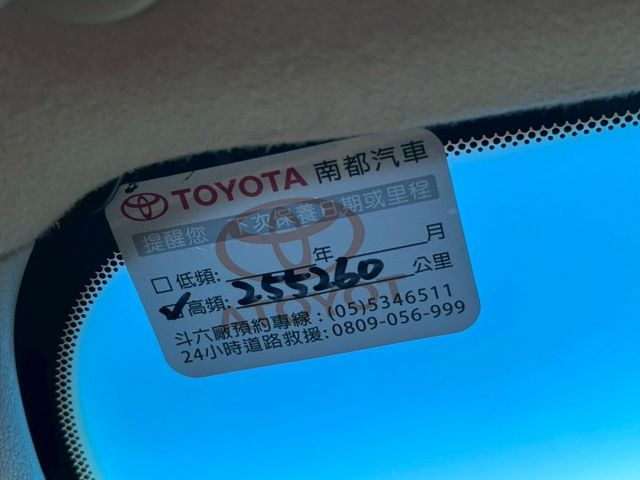 TOYOTA 南都汽車
提醒您 下次保養日期或里程
低頻: 年 月
高頻: 255260 公里
斗六廠預約專線:(05)5346511
24小時道路救援:0809-056-999
TOYOTA